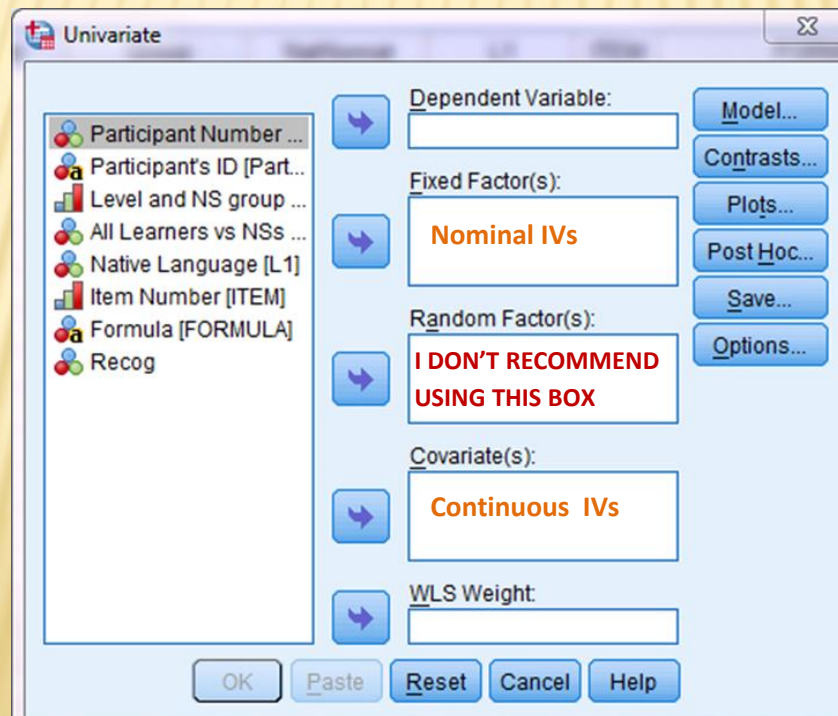 Univariate
Participant Number ...
Participant's ID [Part...
Level and NS group ...
All Learners vs NSs ...
Native Language [L1]
Item Number [ITEM]
Formula [FORMULA]
Recog
Dependent Variable:
Fixed Factor(s):
Nominal IVs
Random Factor(s):
I DON’T RECOMMEND
USING THIS BOX
Covariate(s):
Continuous IVs
WLS Weight:
Model...
Contrasts...
Plots...
Post Hoc...
Save...
Options...
OK
Paste
Reset
Cancel
Help